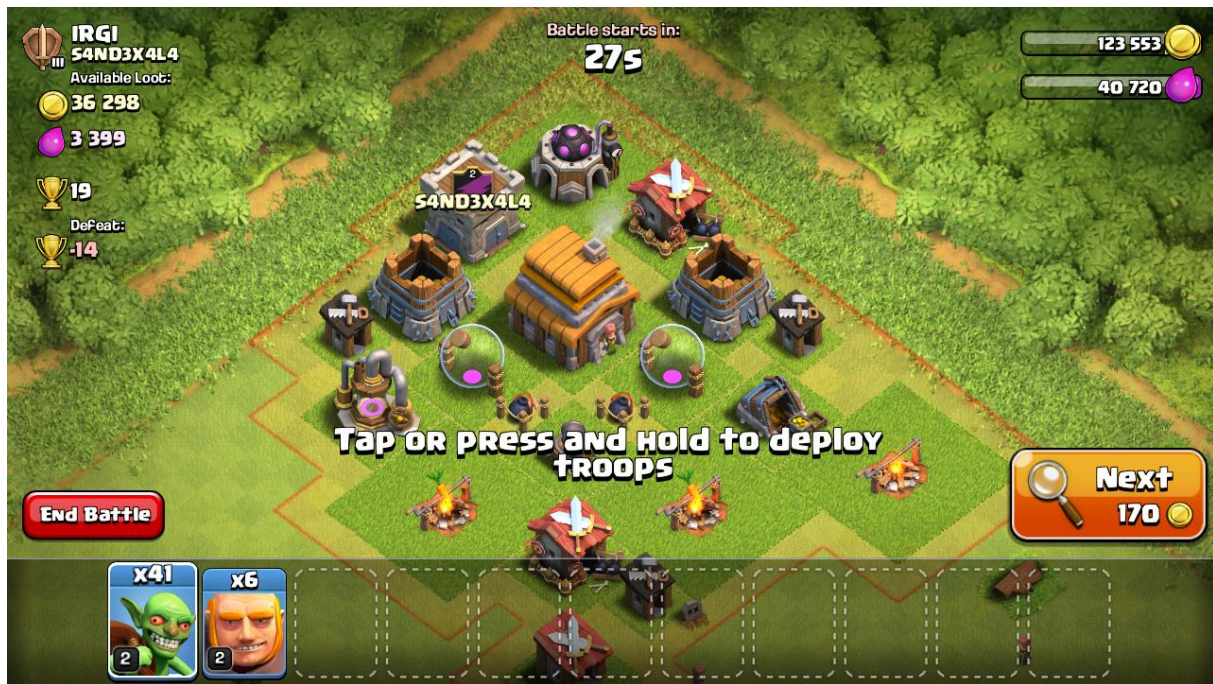 IRGI
S4ND3X4L4
Available Loot:
36 298
3 399
19
Defeat:
-14
III
Battle starts in:
27s
123 553
40 720
2
S4ND3X4L4
Tap or press and hold to deploy
troops
End Battle
Next
170
x41
2
x6
2